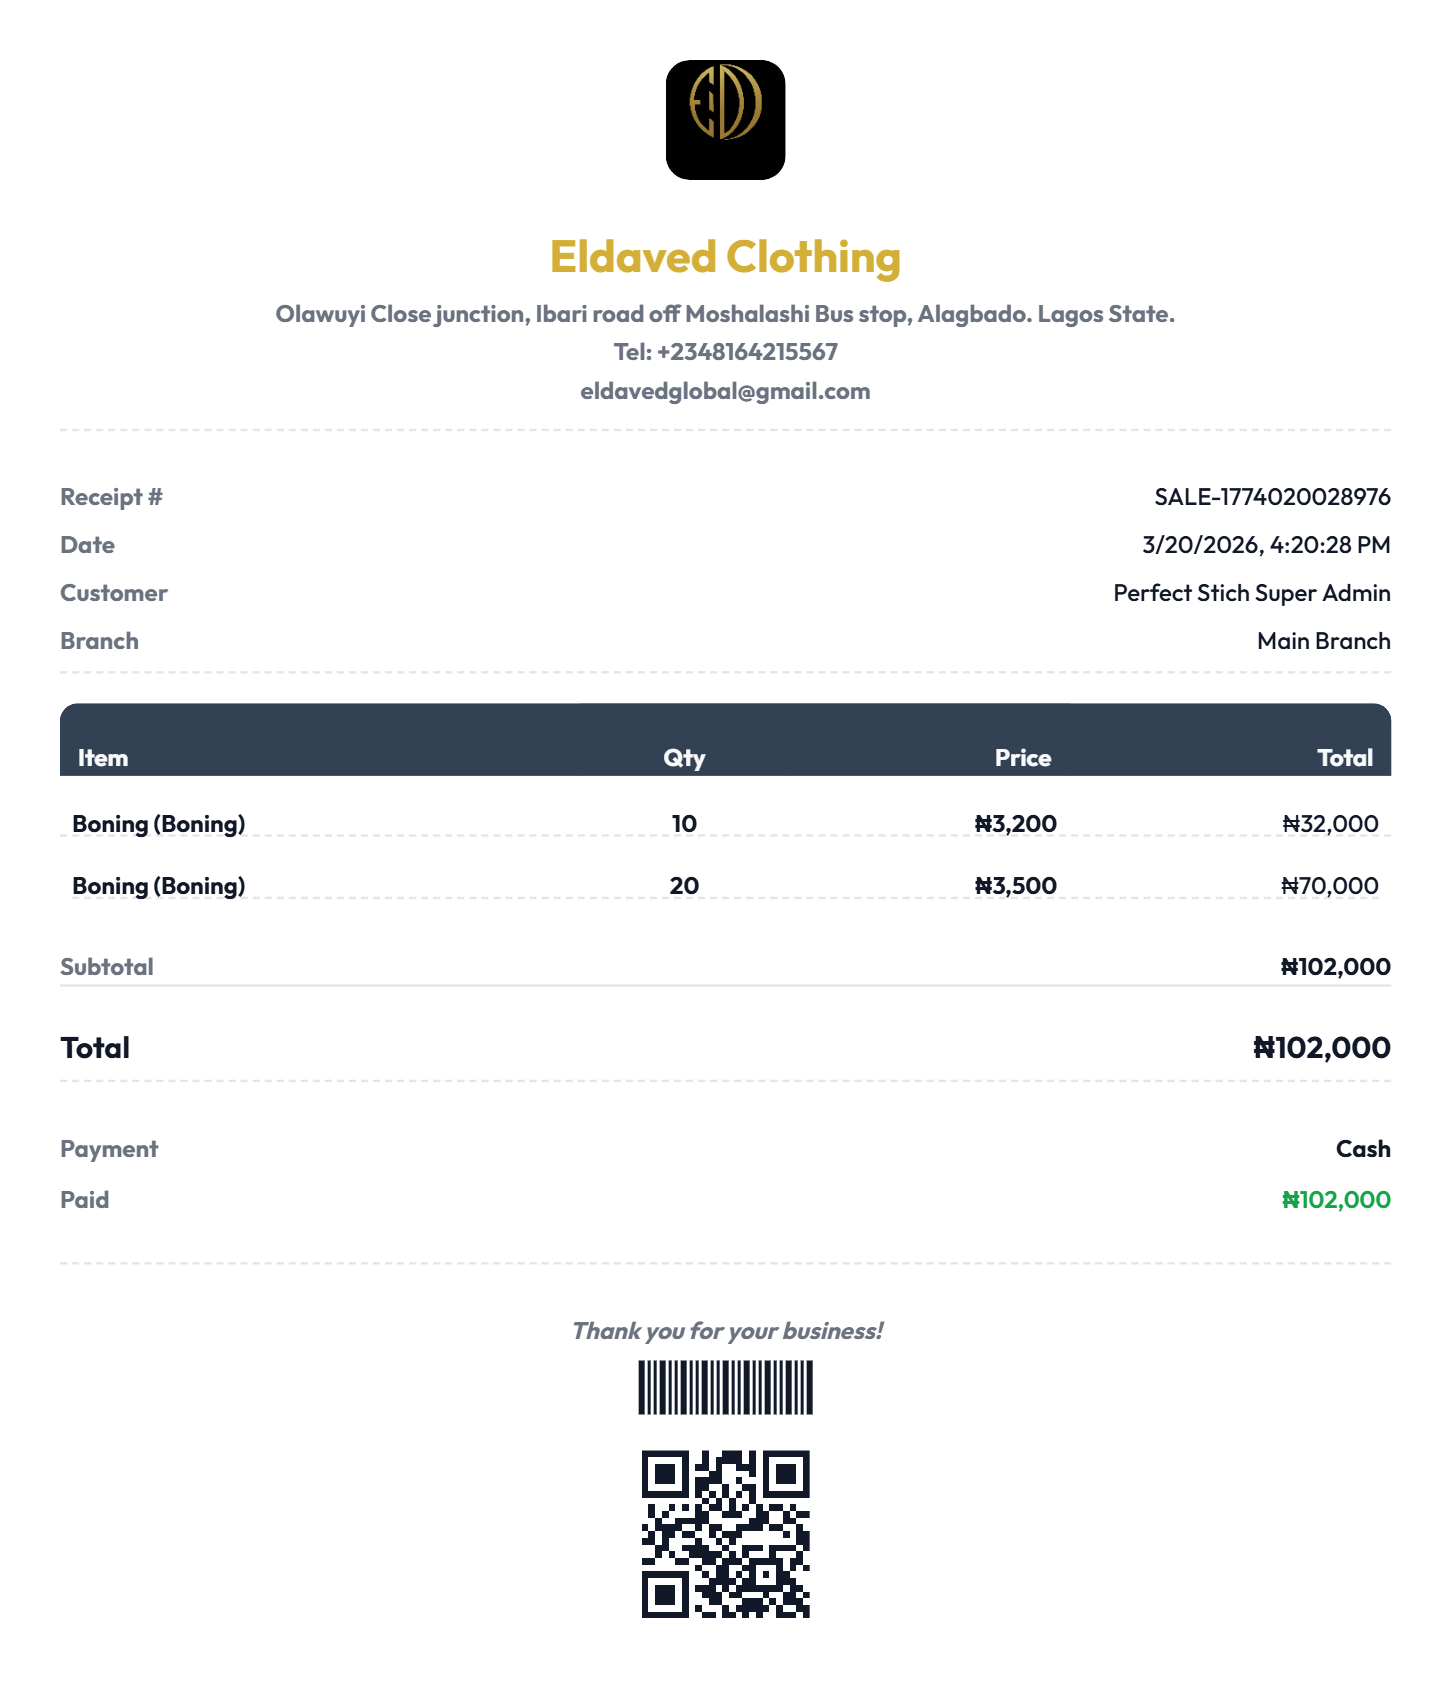 ED
Eldaved Clothing
Olawuyi Close junction, Ibari road off Moshalashi Bus stop, Alagbado. Lagos State.
Tel: +2348164215567
eldavedglobal@gmail.com
Receipt # SALE-1774020028976
Date 3/20/2026, 4:20:28 PM
Customer Perfect Stich Super Admin
Branch Main Branch
Item Qty Price Total
Boning (Boning) 10 ₦3,200 ₦32,000
Boning (Boning) 20 ₦3,500 ₦70,000
Subtotal ₦102,000
Total ₦102,000
Payment Cash
Paid ₦102,000
Thank you for your business!